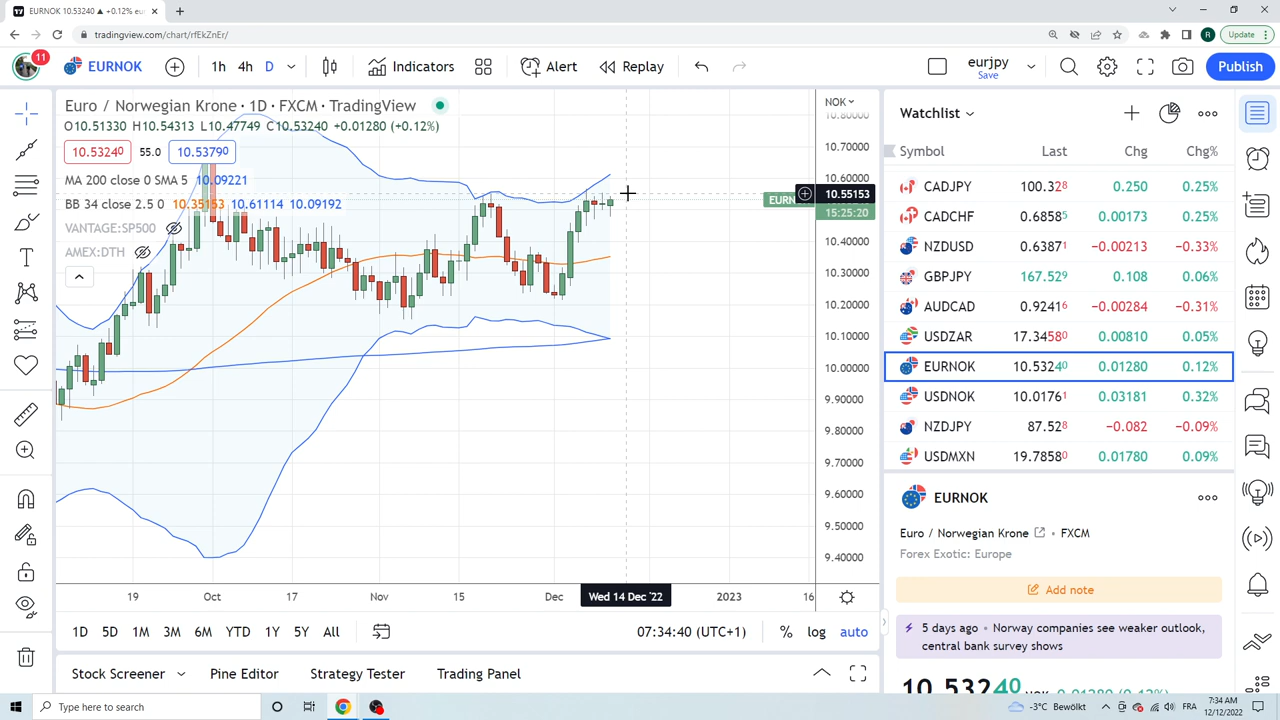 EURNOK 10.53240 ▲ +0.12% eur
tradingview.com/chart/rfEkZnEr/
Update
11
EURNOK
1h 4h D
Indicators
Alert
Replay
eurjpy
Save
Publish
Euro / Norwegian Krone · 1D · FXCM · TradingView
O10.51330 H10.54313 L10.47749 C10.53240 +0.01280 (+0.12%)
10.53240 55.0 10.53790
MA 200 close 0 SMA 5 10.09221
BB 34 close 2.5 0 10.35153 10.61114 10.09192
VANTAGE:SP500
AMEX:DTH
NOK
10.80000
10.70000
10.60000
10.55153
EURN
15:25:20
10.40000
10.30000
10.20000
10.10000
10.00000
9.90000
9.80000
9.70000
9.60000
9.50000
9.40000
19 Oct 17 Nov 15 Dec Wed 14 Dec '22 2023 16
1D 5D 1M 3M 6M YTD 1Y 5Y All
07:34:40 (UTC+1) % log auto
Stock Screener Pine Editor Strategy Tester Trading Panel
Watchlist
Symbol Last Chg Chg%
CADJPY 100.328 0.250 0.25%
CADCHF 0.68585 0.00173 0.25%
NZDUSD 0.63871 −0.00213 −0.33%
GBPJPY 167.529 0.108 0.06%
AUDCAD 0.92416 −0.00284 −0.31%
USDZAR 17.34580 0.00810 0.05%
EURNOK 10.53240 0.01280 0.12%
USDNOK 10.01761 0.03181 0.32%
NZDJPY 87.528 −0.082 −0.09%
USDMXN 19.78580 0.01780 0.09%
EURNOK
Euro / Norwegian Krone • FXCM
Forex Exotic: Europe
Add note
5 days ago • Norway companies see weaker outlook,
central bank survey shows
10.53240 NOK 0.01280 (0.12%)
Type here to search
-3°C Bewölkt
FRA
7:34 AM
12/12/2022